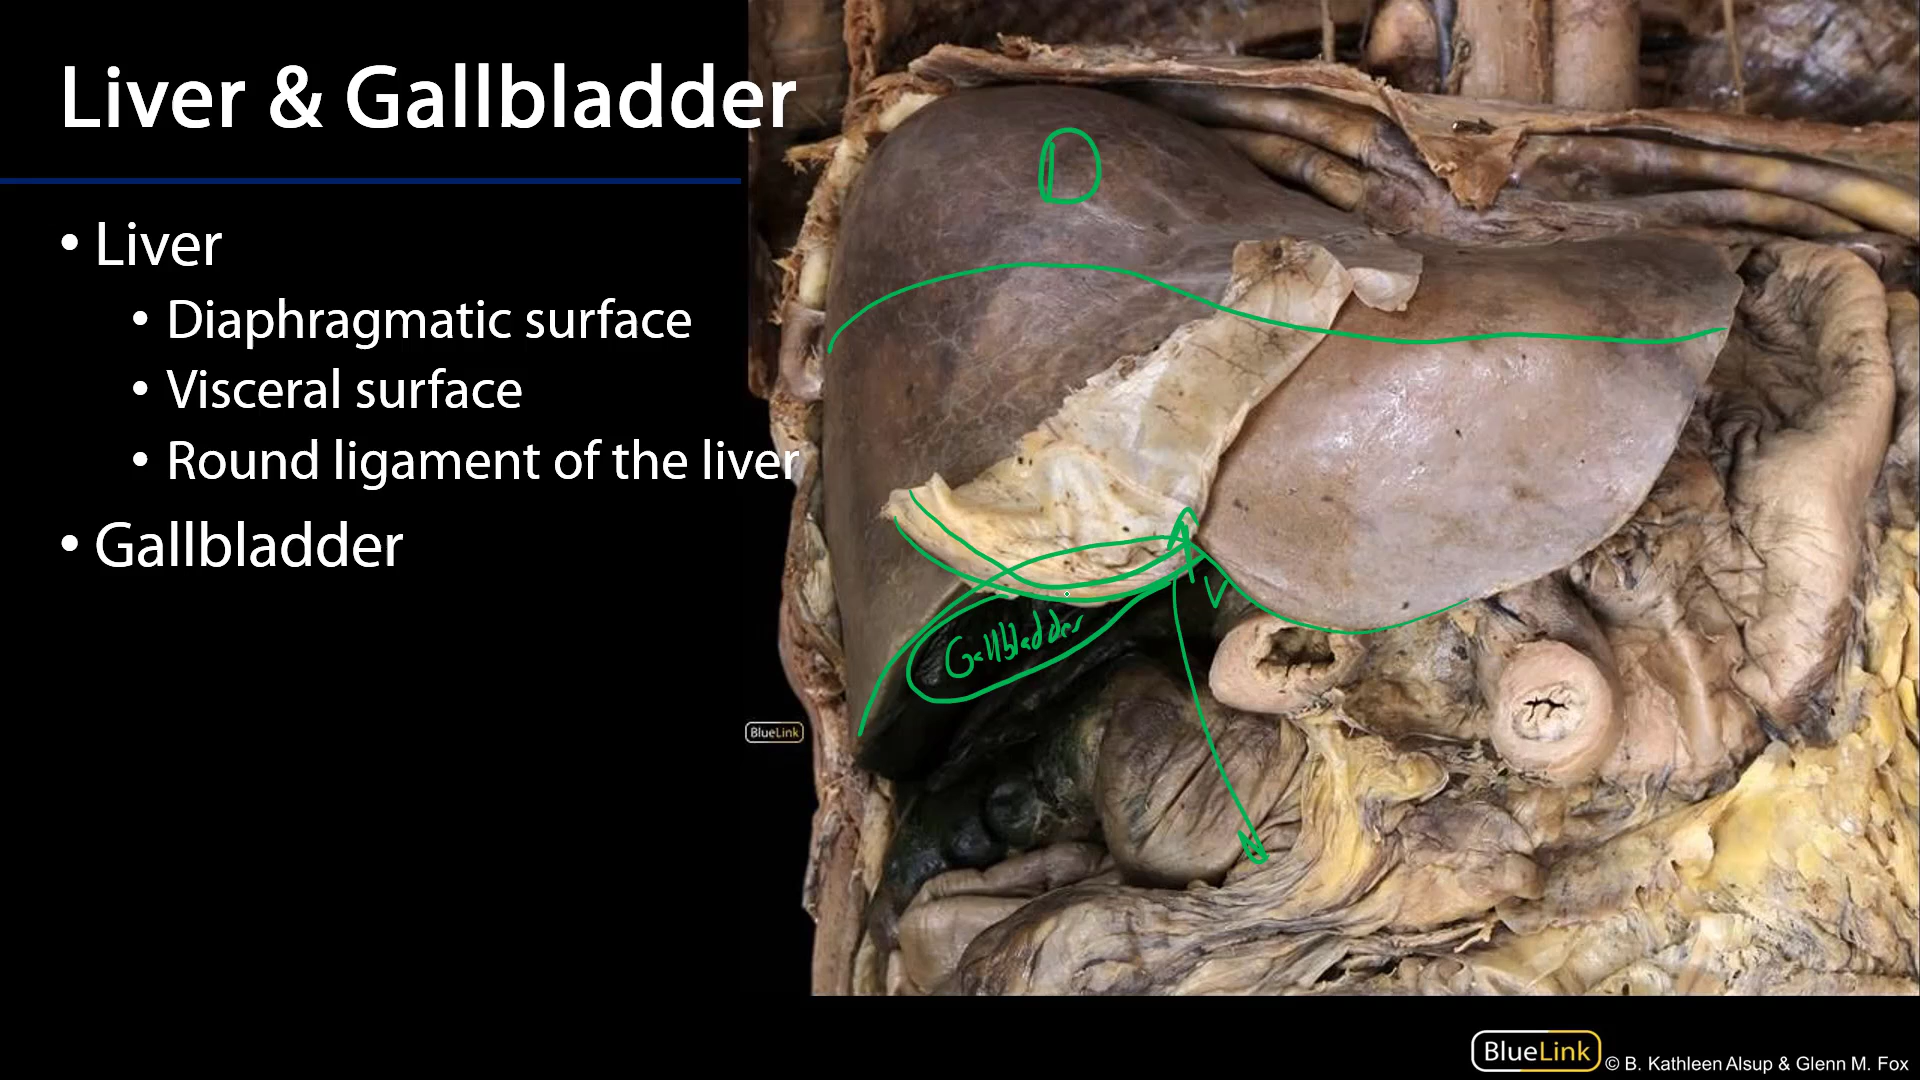 Liver & Gallbladder
D
• Liver
• Diaphragmatic surface
• Visceral surface
• Round ligament of the liver
• Gallbladder
V
Gallbladder
BlueLink
BlueLink © B. Kathleen Alsup & Glenn M. Fox